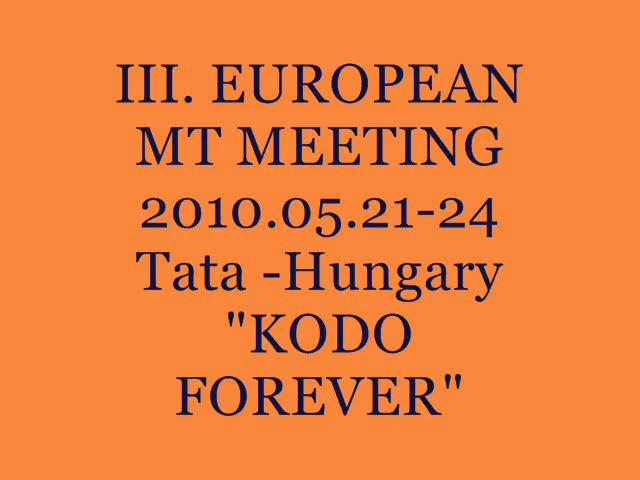 III. EUROPEAN
MT MEETING
2010.05.21-24
Tata -Hungary
"KODO
FOREVER"